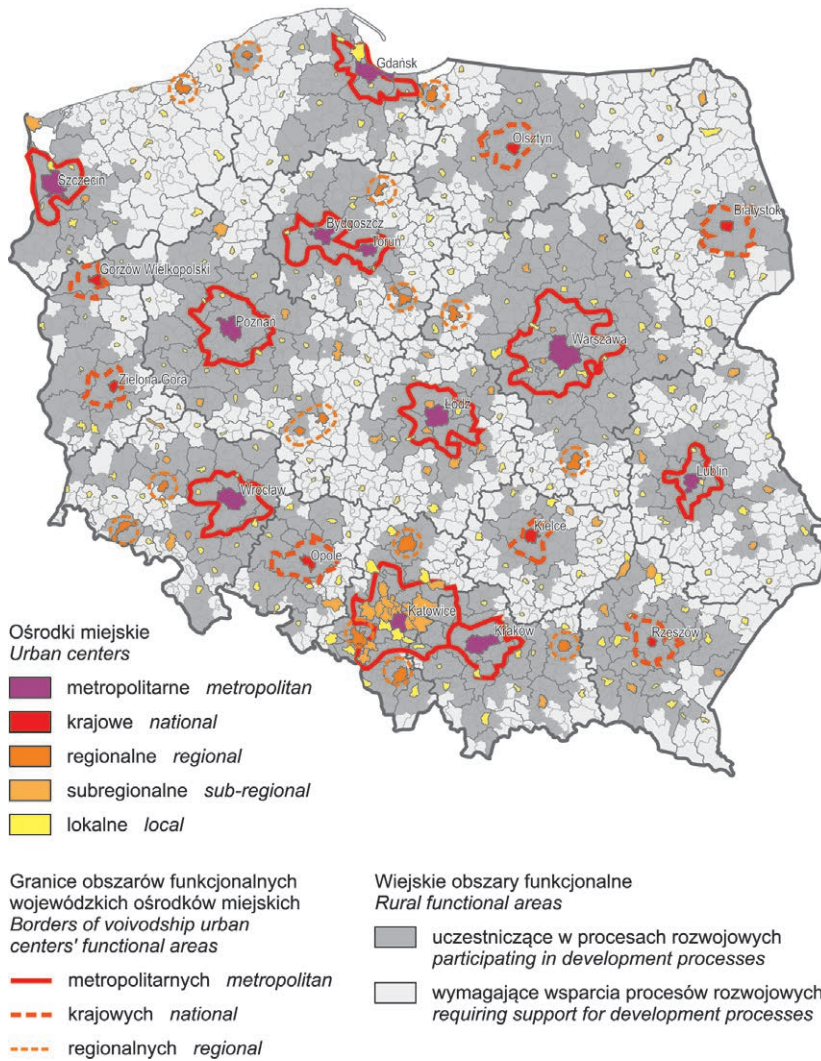 Gdańsk
Olsztyn
Szczecin
Białystok
Bydgoszcz
Toruń
Gorzów Wielkopolski
Poznań
Warszawa
Zielona Góra
Łódź
Lublin
Wrocław
Kielce
Opole
Katowice
Kraków
Rzeszów
Ośrodki miejskie
Urban centers
metropolitarne metropolitan
krajowe national
regionalne regional
subregionalne sub-regional
lokalne local
Granice obszarów funkcjonalnych
wojewódzkich ośrodków miejskich
Borders of voivodship urban
centers' functional areas
metropolitarnych metropolitan
krajowych national
regionalnych regional
Wiejskie obszary funkcjonalne
Rural functional areas
uczestniczące w procesach rozwojowych
participating in development processes
wymagające wsparcia procesów rozwojowych
requiring support for development processes